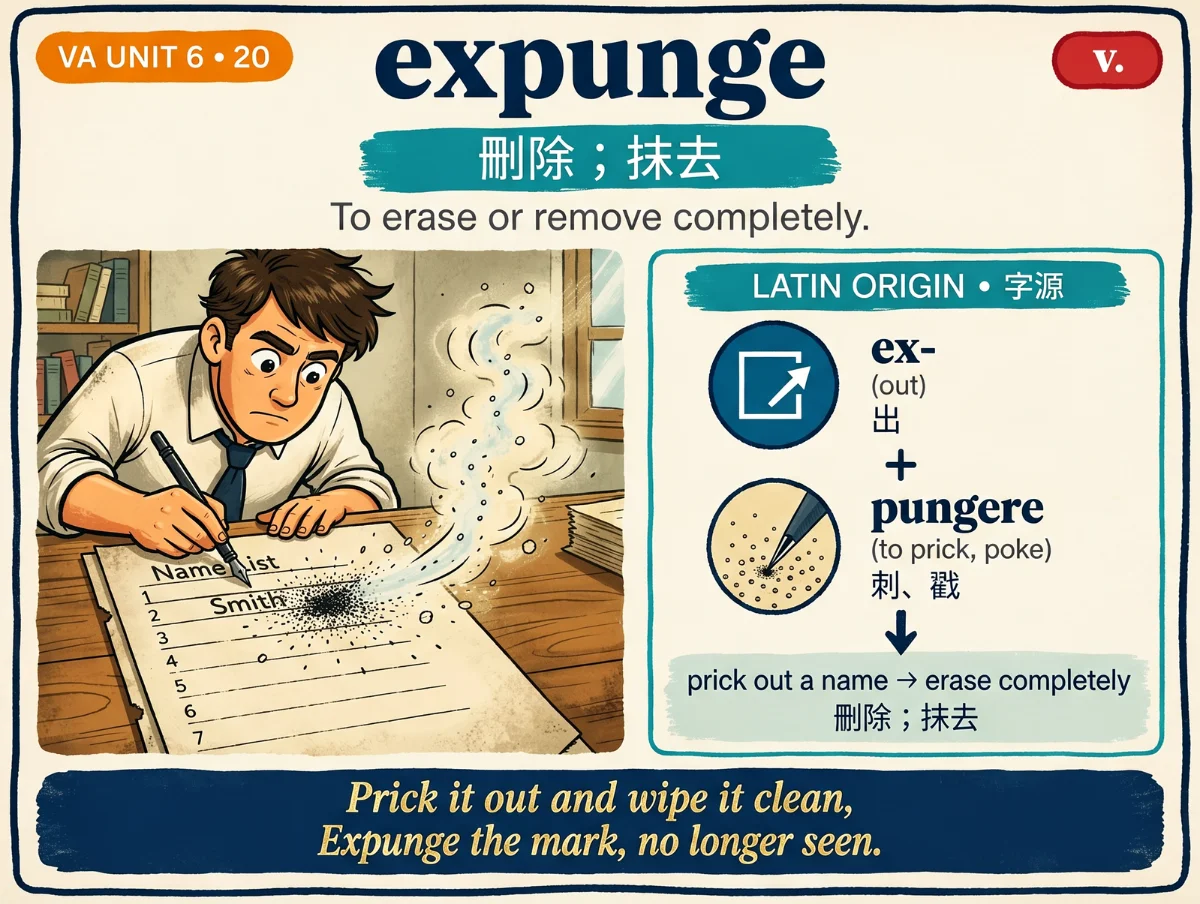 VA UNIT 6 • 20
expunge
v.
刪除；抹去
To erase or remove completely.
Name List
1
Smith
2
3
4
5
6
7
LATIN ORIGIN • 字源
ex-
(out)
出
+
pungere
(to prick, poke)
刺、戳
prick out a name → erase completely
刪除；抹去
Prick it out and wipe it clean,
Expunge the mark, no longer seen.